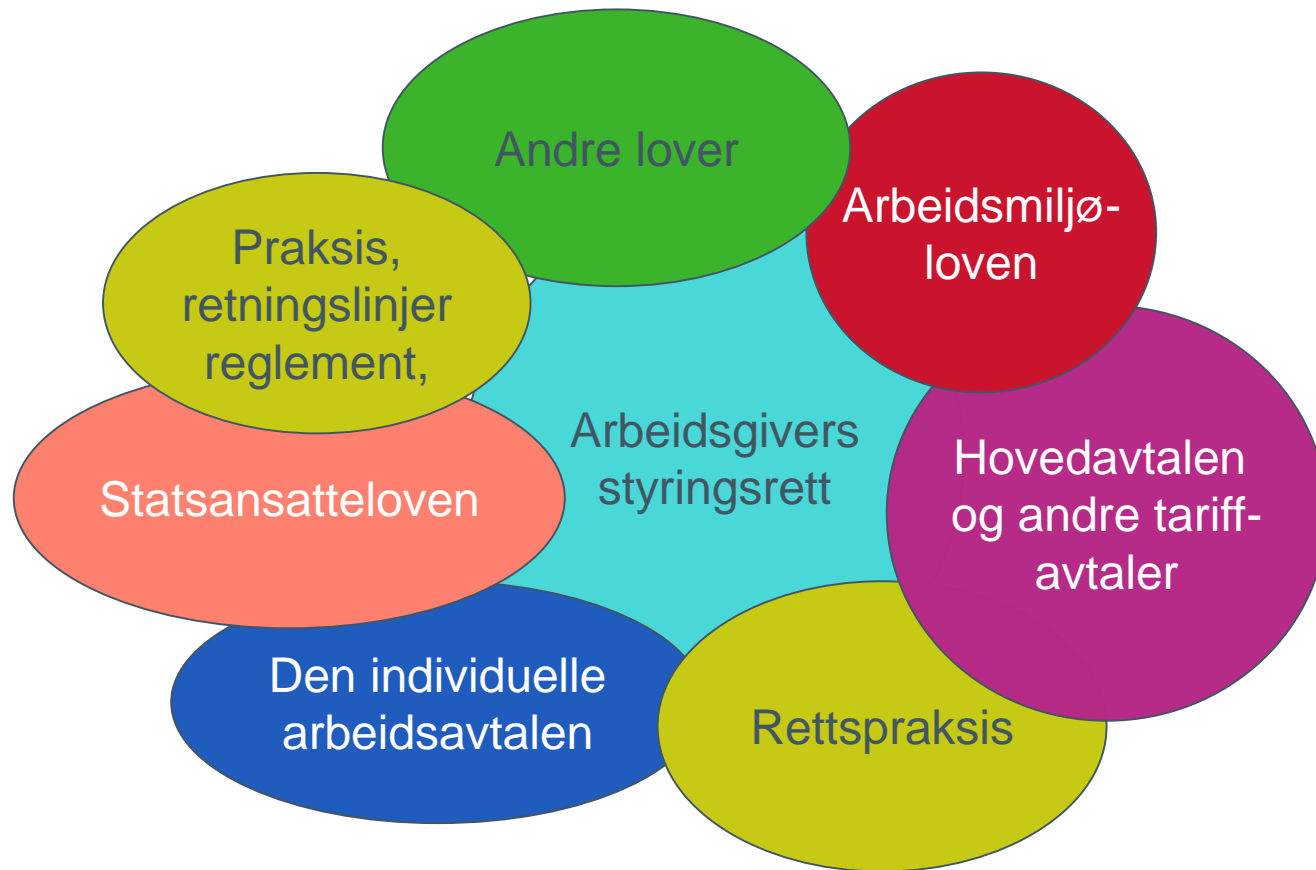 Andre lover
Arbeidsmiljø-
loven
Praksis,
retningslinjer
reglement,
Arbeidsgivers
styringsrett
Hovedavtalen
og andre tariff-
avtaler
Statsansatteloven
Den individuelle
arbeidsavtalen
Rettspraksis